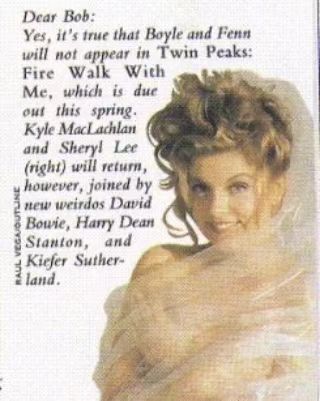 Dear Bob:
Yes, it's true that Boyle and Fenn
will not appear in Twin Peaks:
Fire Walk With
Me, which is due
out this spring.
Kyle MacLachlan
and Sheryl Lee
(right) will return,
however, joined by
new weirdos David
Bowie, Harry Dean
Stanton, and
Kiefer Suther-
land.
RAUL VEGA/OUTLINE